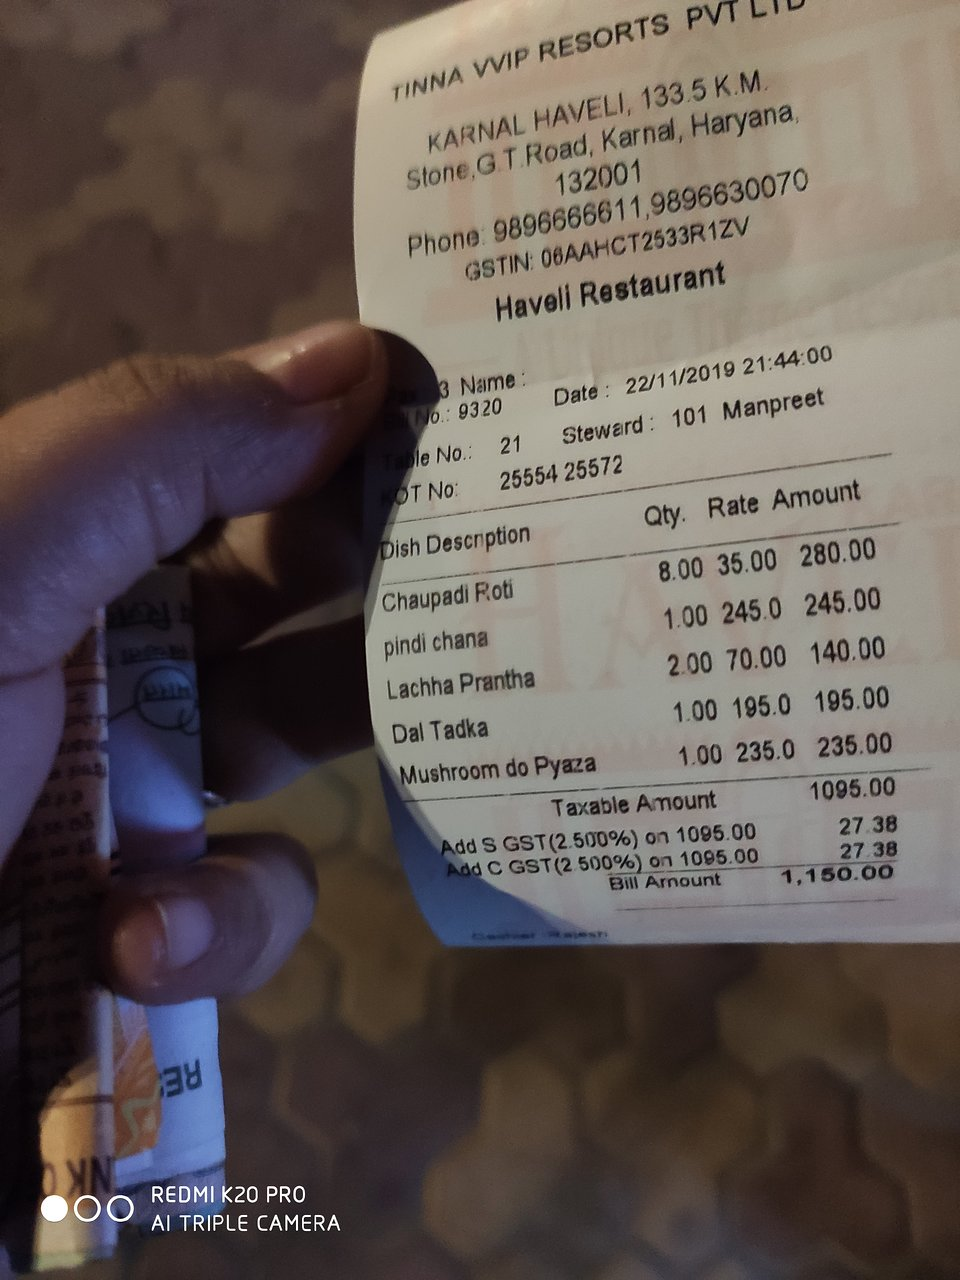 TINNA VVIP RESORTS PVT LTD
KARNAL HAVELI, 133.5 K.M.
Stone,G.T.Road, Karnal, Haryana,
132001
Phone: 9896666611,9896630070
GSTIN: 06AAHCT2533R1ZV
Haveli Restaurant
3 Name :
Bill No.: 9320 Date : 22/11/2019 21:44:00
Table No.: 21 Steward : 101 Manpreet
KOT No: 25554 25572
Dish Description Qty. Rate Amount
Chaupadi Roti 8.00 35.00 280.00
pindi chana 1.00 245.0 245.00
Lachha Prantha 2.00 70.00 140.00
Dal Tadka 1.00 195.0 195.00
Mushroom do Pyaza 1.00 235.0 235.00
Taxable Amount 1095.00
Add S GST(2.500%) on 1095.00 27.38
Add C GST(2.500%) on 1095.00 27.38
Bill Amount 1,150.00
Cashier : Rajesh
RES
NK
REDMI K20 PRO
AI TRIPLE CAMERA